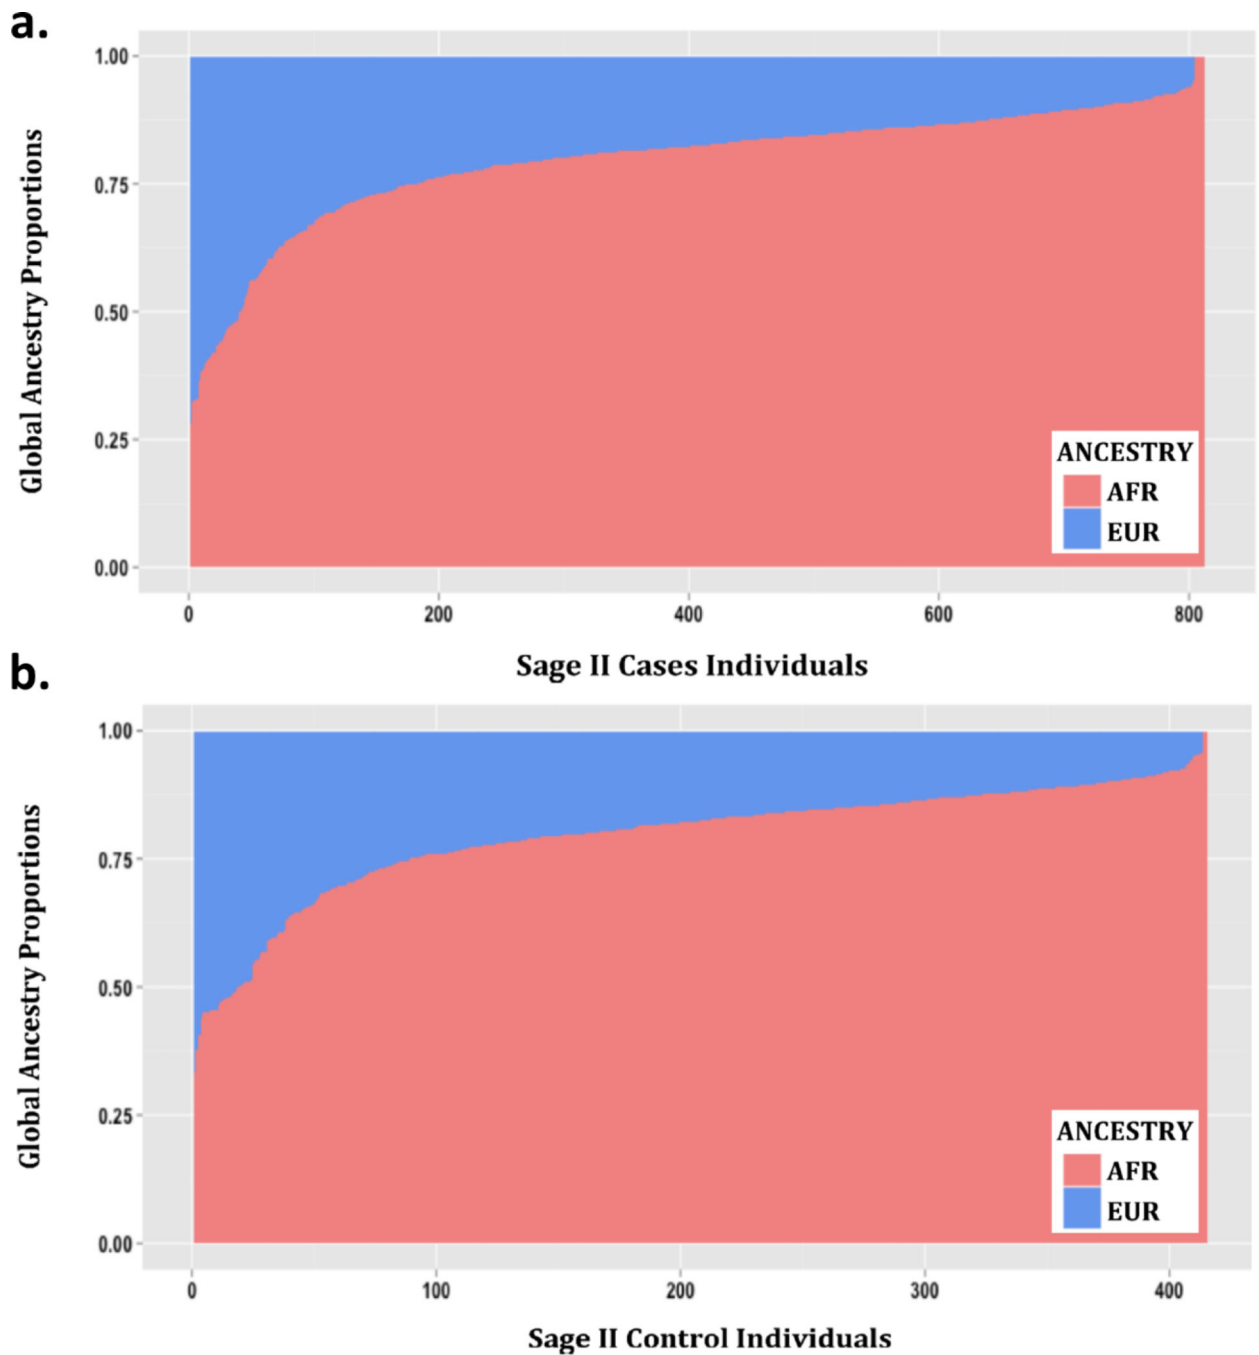 a.
Global Ancestry Proportions
1.00
0.75
0.50
0.25
0.00
ANCESTRY
AFR
EUR
0 200 400 600 800
Sage II Cases Individuals
b.
Global Ancestry Proportions
1.00
0.75
0.50
0.25
0.00
ANCESTRY
AFR
EUR
0 100 200 300 400
Sage II Control Individuals